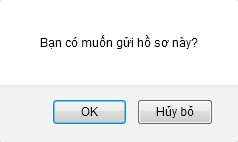 Bạn có muốn gửi hồ sơ này?
OK
Hủy bỏ